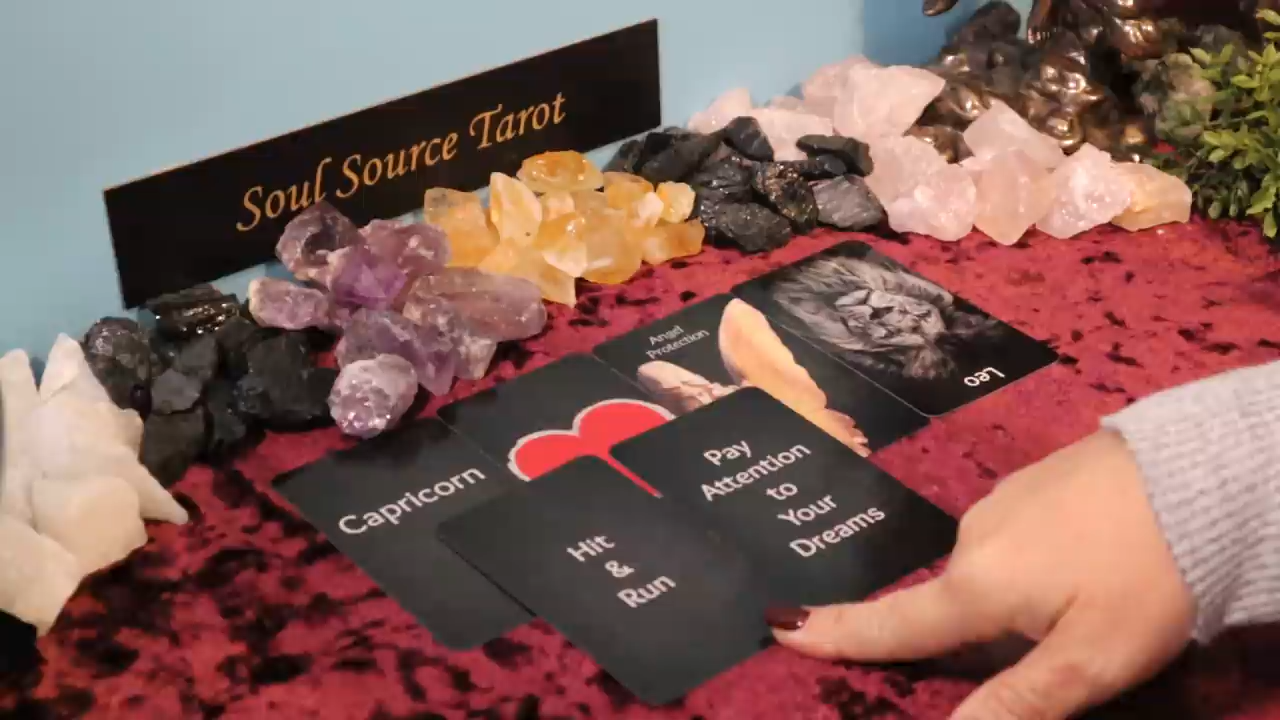 Soul Source Tarot
Angel
Protection
Leo
Capricorn
Pay
Attention
to
Your
Dreams
Hit
&
Run